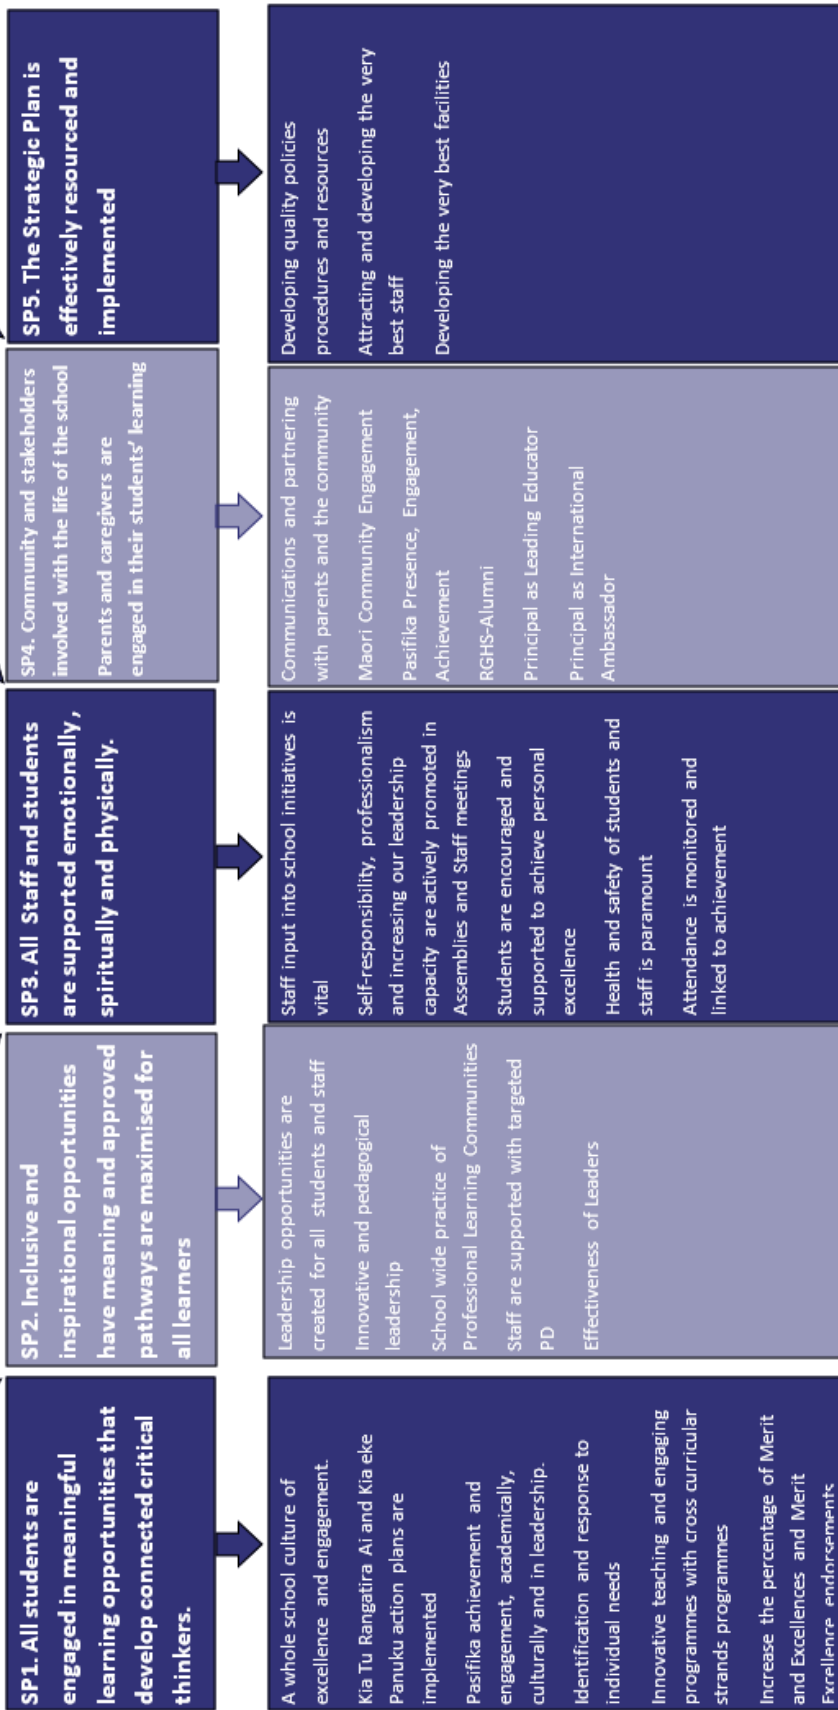 SP1. All students are
engaged in meaningful
learning opportunities that
develop connected critical
thinkers.
A whole school culture of
excellence and engagement.
Kia Tu Rangatira Ai and Kia eke
Panuku action plans are
implemented
Pasifika achievement and
engagement, academically,
culturally and in leadership.
Identification and response to
individual needs
Innovative teaching and engaging
programmes with cross curricular
strands programmes
Increase the percentage of Merit
and Excellences and Merit
Excellence endorsements
SP2. Inclusive and
inspirational opportunities
have meaning and approved
pathways are maximised for
all learners
Leadership opportunities are
created for all students and staff
Innovative and pedagogical
leadership
School wide practice of
Professional Learning Communities
Staff are supported with targeted
PD
Effectiveness of Leaders
SP3. All Staff and students
are supported emotionally,
spiritually and physically.
Staff input into school initiatives is
vital
Self-responsibility, professionalism
and increasing our leadership
capacity are actively promoted in
Assemblies and Staff meetings
Students are encouraged and
supported to achieve personal
excellence
Health and safety of students and
staff is paramount
Attendance is monitored and
linked to achievement
SP4. Community and stakeholders
involved with the life of the school
Parents and caregivers are
engaged in their students' learning
Communications and partnering
with parents and the community
Maori Community Engagement
Pasifika Presence, Engagement,
Achievement
RGHS-Alumni
Principal as Leading Educator
Principal as International
Ambassador
SP5. The Strategic Plan is
effectively resourced and
implemented
Developing quality policies
procedures and resources
Attracting and developing the very
best staff
Developing the very best facilities